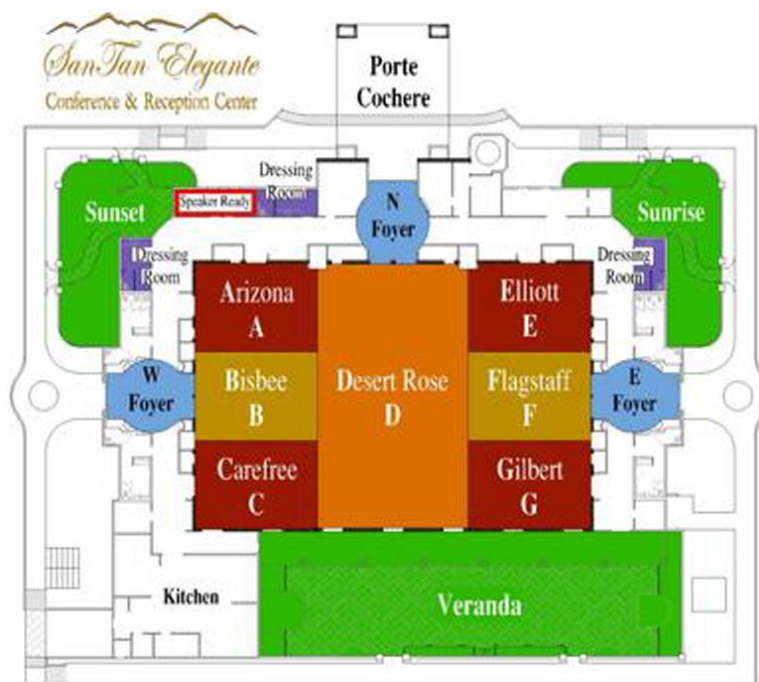 SanTan Elegante
Conference & Reception Center
Porte
Cochere
Dressing
Room
Speaker Ready
Sunset
N
Foyer
Sunrise
Dressing
Room
Dressing
Room
Arizona
A
Elliott
E
W
Foyer
Bisbee
B
Desert Rose
D
Flagstaff
F
E
Foyer
Carefree
C
Gilbert
G
Kitchen
Veranda